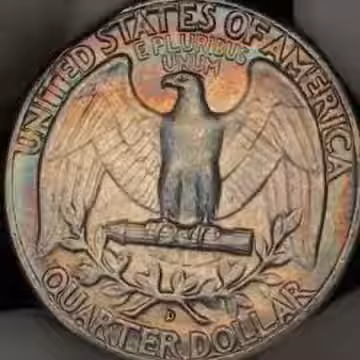 UNITED STATES OF AMERICA
E PLURIBUS
UNUM
D
QUARTER DOLLAR